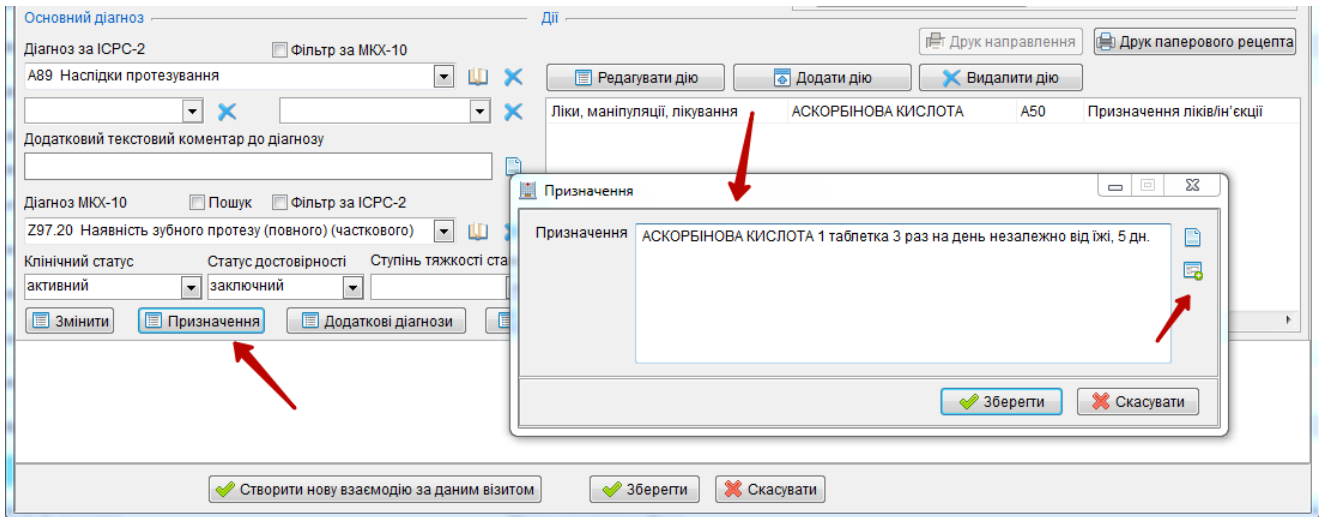 Основний діагноз
Дії
Діагноз за ICPC-2
Фільтр за МКХ-10
Друк направлення
Друк паперового рецепта
A89 Наслідки протезування
Редагувати дію
Додати дію
Видалити дію
Ліки, маніпуляції, лікування АСКОРБІНОВА КИСЛОТА A50 Призначення ліків/ін’єкції
Додатковий текстовий коментар до діагнозу
Діагноз МКХ-10
Пошук
Фільтр за ICPC-2
Z97.20 Наявність зубного протезу (повного) (часткового)
Клінічний статус
Статус достовірності
Ступінь тяжкості ста
активний
заключний
Змінити
Призначення
Додаткові діагнози
Призначення
Призначення
АСКОРБІНОВА КИСЛОТА 1 таблетка 3 раз на день незалежно від їжі, 5 дн.
Зберегти
Скасувати
Створити нову взаємодію за даним візитом
Зберегти
Скасувати